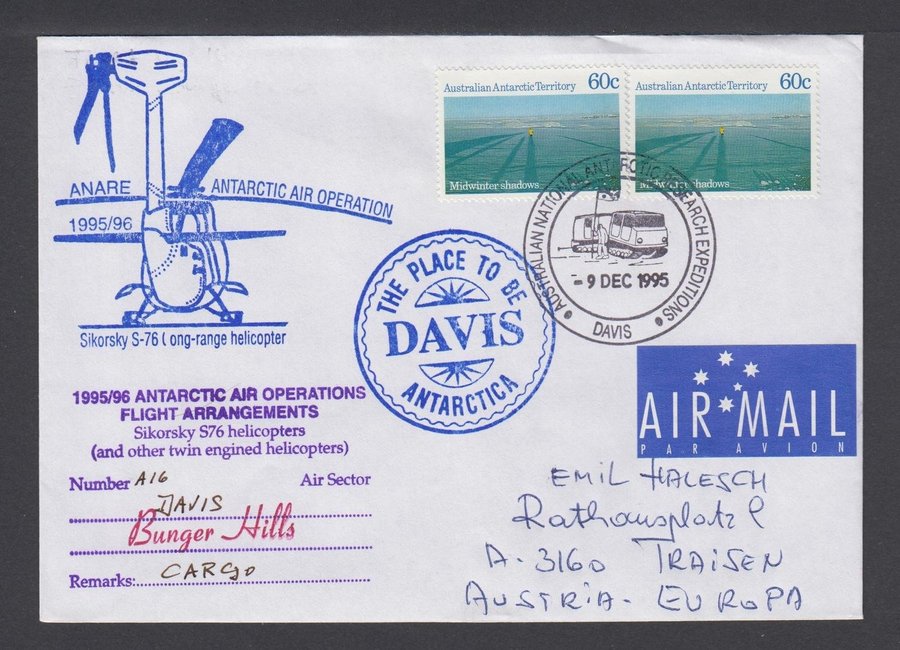 ANARE
1995/96
ANTARCTIC AIR OPERATION
Sikorsky S-76 Long-range helicopter
Australian Antarctic Territory 60c
Midwinter shadows
Australian Antarctic Territory 60c
Midwinter shadows
AUSTRALIAN NATIONAL ANTARCTIC RESEARCH EXPEDITIONS
- 9 DEC 1995
DAVIS
THE PLACE TO BE
DAVIS
ANTARCTICA
AIR MAIL
PAR AVION
1995/96 ANTARCTIC AIR OPERATIONS
FLIGHT ARRANGEMENTS
Sikorsky S76 helicopters
(and other twin engined helicopters)
Number A16 Air Sector
DAVIS
Bunger Hills
Remarks: CARGO
EMIL HALESCH
Rathausplatz 1
A-3160 TRAISEN
AUSTRIA - EUROPA